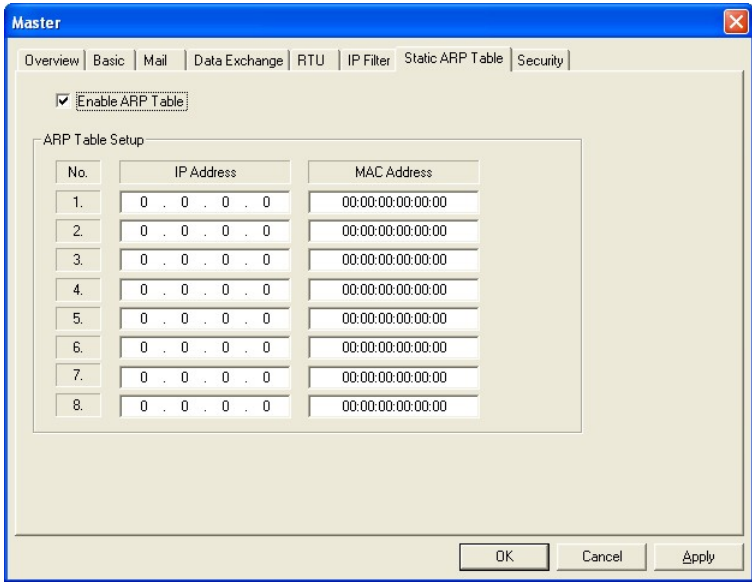 Master
Overview Basic Mail Data Exchange RTU IP Filter Static ARP Table Security
Enable ARP Table
ARP Table Setup
No. IP Address MAC Address
1. 0 . 0 . 0 . 0 00:00:00:00:00:00
2. 0 . 0 . 0 . 0 00:00:00:00:00:00
3. 0 . 0 . 0 . 0 00:00:00:00:00:00
4. 0 . 0 . 0 . 0 00:00:00:00:00:00
5. 0 . 0 . 0 . 0 00:00:00:00:00:00
6. 0 . 0 . 0 . 0 00:00:00:00:00:00
7. 0 . 0 . 0 . 0 00:00:00:00:00:00
8. 0 . 0 . 0 . 0 00:00:00:00:00:00
OK Cancel Apply